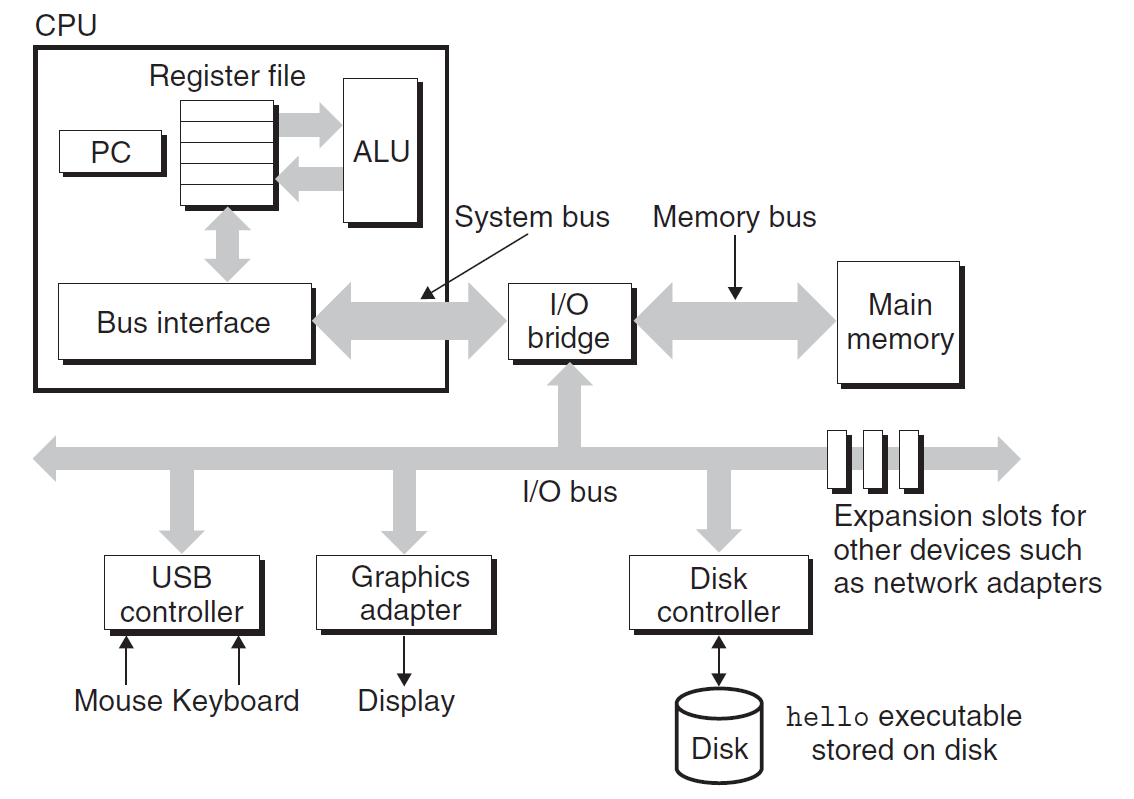 CPU
Register file
PC
ALU
System bus
Memory bus
Bus interface
I/O
bridge
Main
memory
I/O bus
Expansion slots for
other devices such
as network adapters
USB
controller
Graphics
adapter
Disk
controller
Mouse
Keyboard
Display
Disk
hello executable
stored on disk